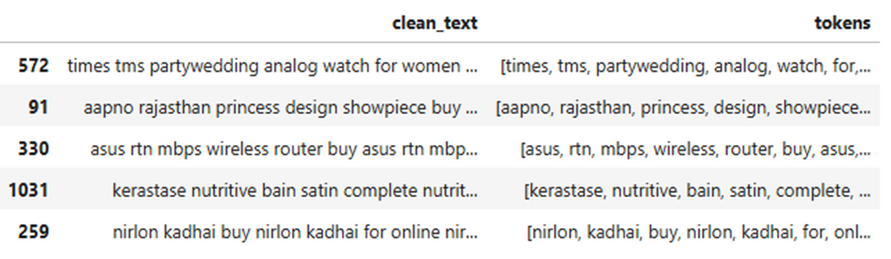 clean_text tokens
572 times tms partywedding analog watch for women ... [times, tms, partywedding, analog, watch, for,...
91 aapno rajasthan princess design showpiece buy ... [aapno, rajasthan, princess, design, showpiece...
330 asus rtn mbps wireless router buy asus rtn mbp... [asus, rtn, mbps, wireless, router, buy, asus,...
1031 kerastase nutritive bain satin complete nutrit... [kerastase, nutritive, bain, satin, complete, ...
259 nirlon kadhai buy nirlon kadhai for online nir... [nirlon, kadhai, buy, nirlon, kadhai, for, onl...